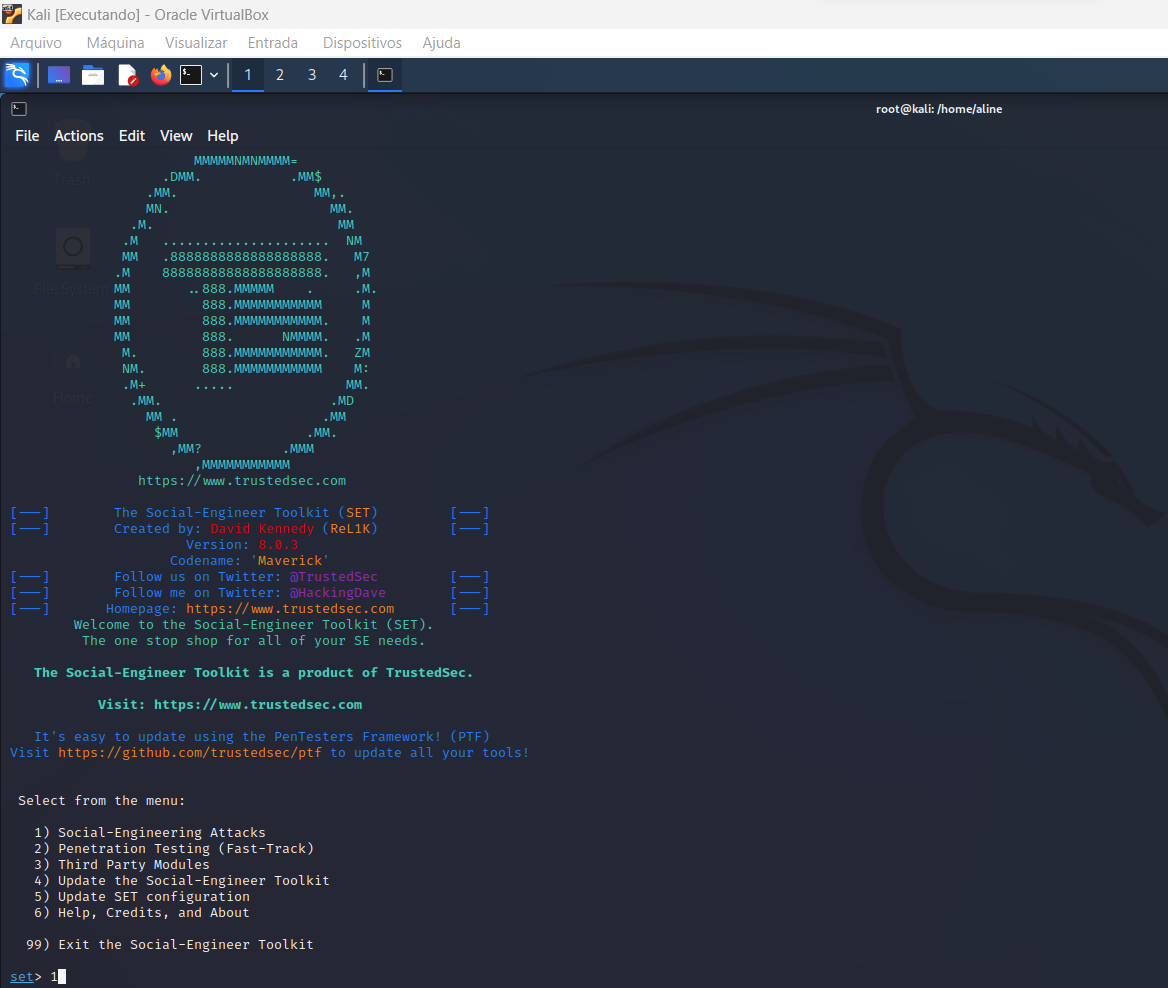 Kali [Executando] - Oracle VirtualBox
Arquivo Máquina Visualizar Entrada Dispositivos Ajuda
1 2 3 4
root@kali: /home/aline
File Actions Edit View Help
Trash
File System
Home
MMMMMNMNMMMM=
.DMM. .MM$
.MM. MM,.
MN. MM.
.M. MM
.M ..................... NM
MM .8888888888888888888. M7
.M 88888888888888888888. ,M
MM ..888.MMMMM . .M.
MM 888.MMMMMMMMMMM M
MM 888.MMMMMMMMMMM. M
MM 888. NMMMM. .M
M. 888.MMMMMMMMMMM. ZM
NM. 888.MMMMMMMMMMM M:
.M+ ..... MM.
.MM. .MD
MM . .MM
$MM .MM.
,MM? .MMM
,MMMMMMMMMMM
https://www.trustedsec.com
[---] The Social-Engineer Toolkit (SET) [---]
[---] Created by: David Kennedy (ReL1K) [---]
Version: 8.0.3
Codename: 'Maverick'
[---] Follow us on Twitter: @TrustedSec [---]
[---] Follow me on Twitter: @HackingDave [---]
[---] Homepage: https://www.trustedsec.com [---]
Welcome to the Social-Engineer Toolkit (SET).
The one stop shop for all of your SE needs.
The Social-Engineer Toolkit is a product of TrustedSec.
Visit: https://www.trustedsec.com
It's easy to update using the PenTesters Framework! (PTF)
Visit https://github.com/trustedsec/ptf to update all your tools!
Select from the menu:
1) Social-Engineering Attacks
2) Penetration Testing (Fast-Track)
3) Third Party Modules
4) Update the Social-Engineer Toolkit
5) Update SET configuration
6) Help, Credits, and About
99) Exit the Social-Engineer Toolkit
set> 1